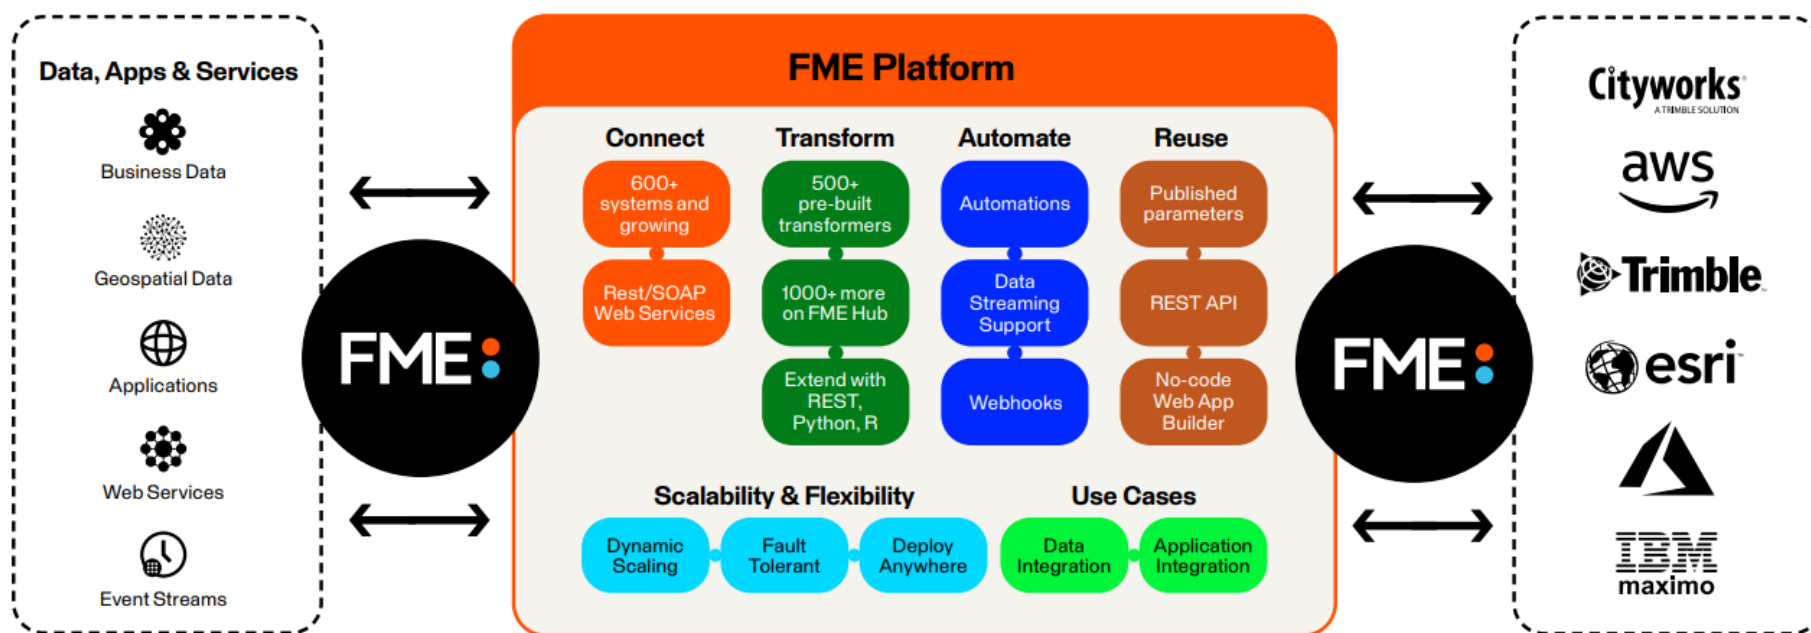 Data, Apps & Services
Business Data
Geospatial Data
Applications
Web Services
Event Streams
FME
FME Platform
Connect
600+
systems and
growing
Rest/SOAP
Web Services
Transform
500+
pre-built
transformers
1000+ more
on FME Hub
Extend with
REST,
Python, R
Automate
Automations
Data
Streaming
Support
Webhooks
Reuse
Published
parameters
REST API
No-code
Web App
Builder
Scalability & Flexibility
Dynamic
Scaling
Fault
Tolerant
Deploy
Anywhere
Use Cases
Data
Integration
Application
Integration
FME
Cityworks
A TRIMBLE SOLUTION
aws
Trimble
esri
IBM
maximo